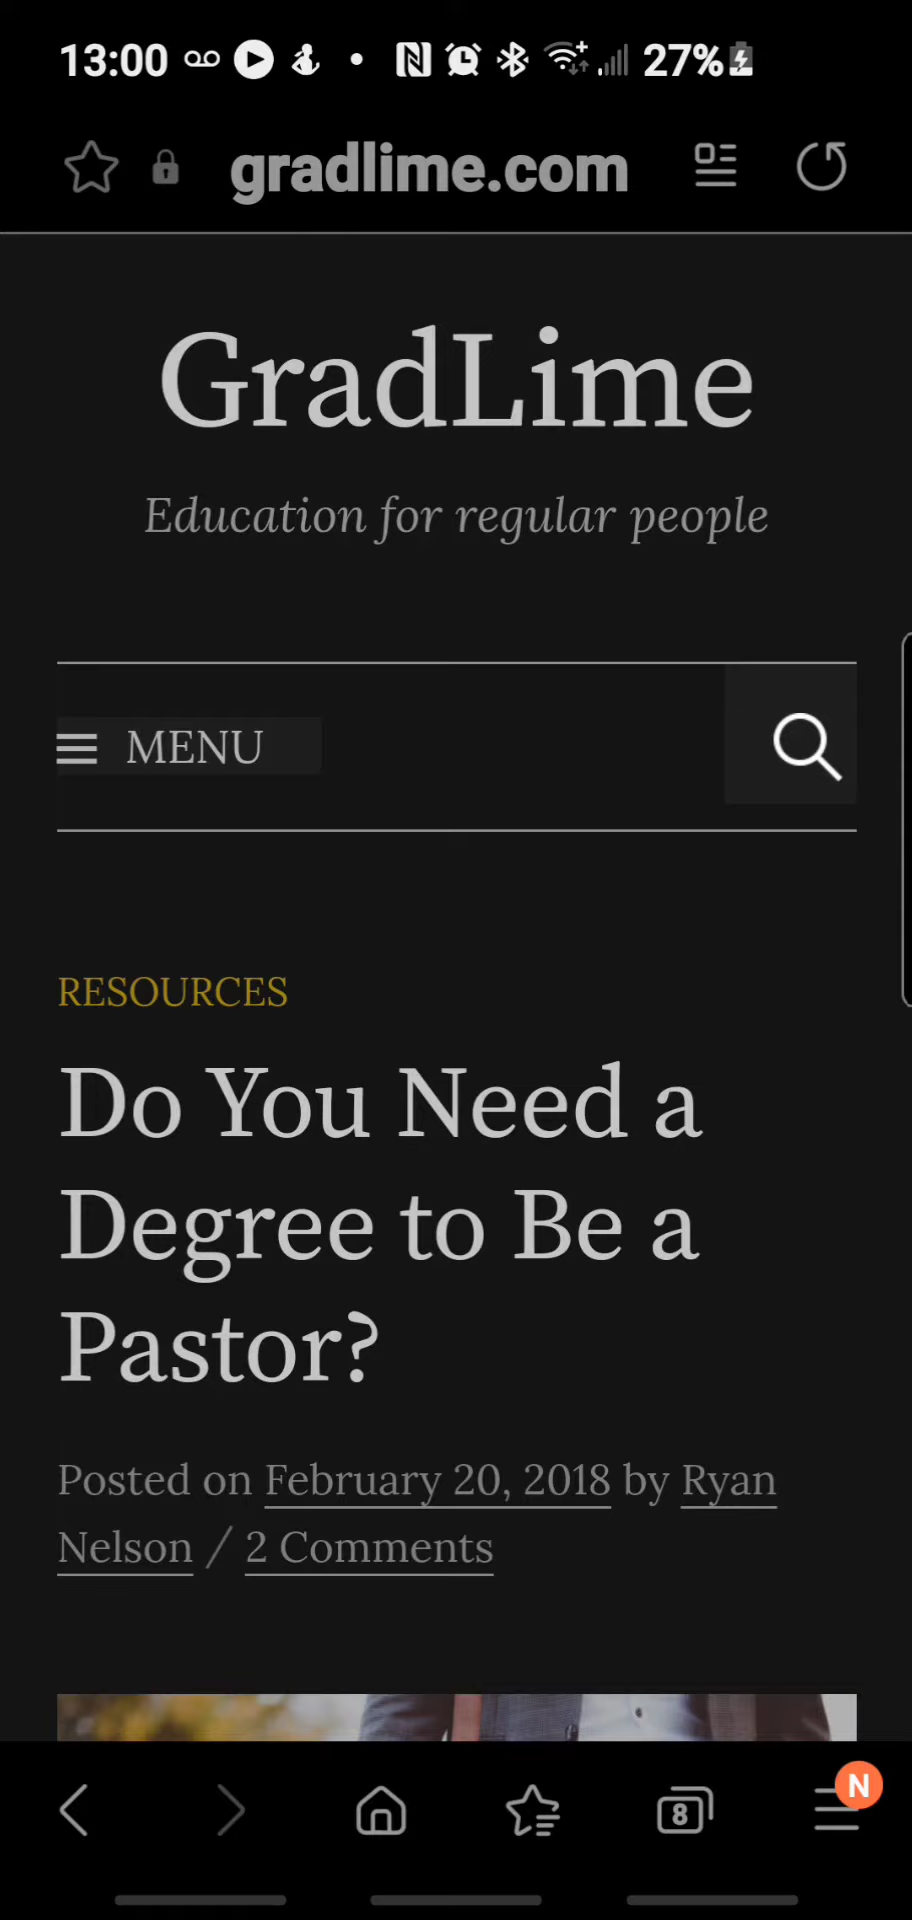 13:00 27%
gradlime.com
GradLime
Education for regular people
MENU
RESOURCES
Do You Need a
Degree to Be a
Pastor?
Posted on February 20, 2018 by Ryan
Nelson / 2 Comments
8 N